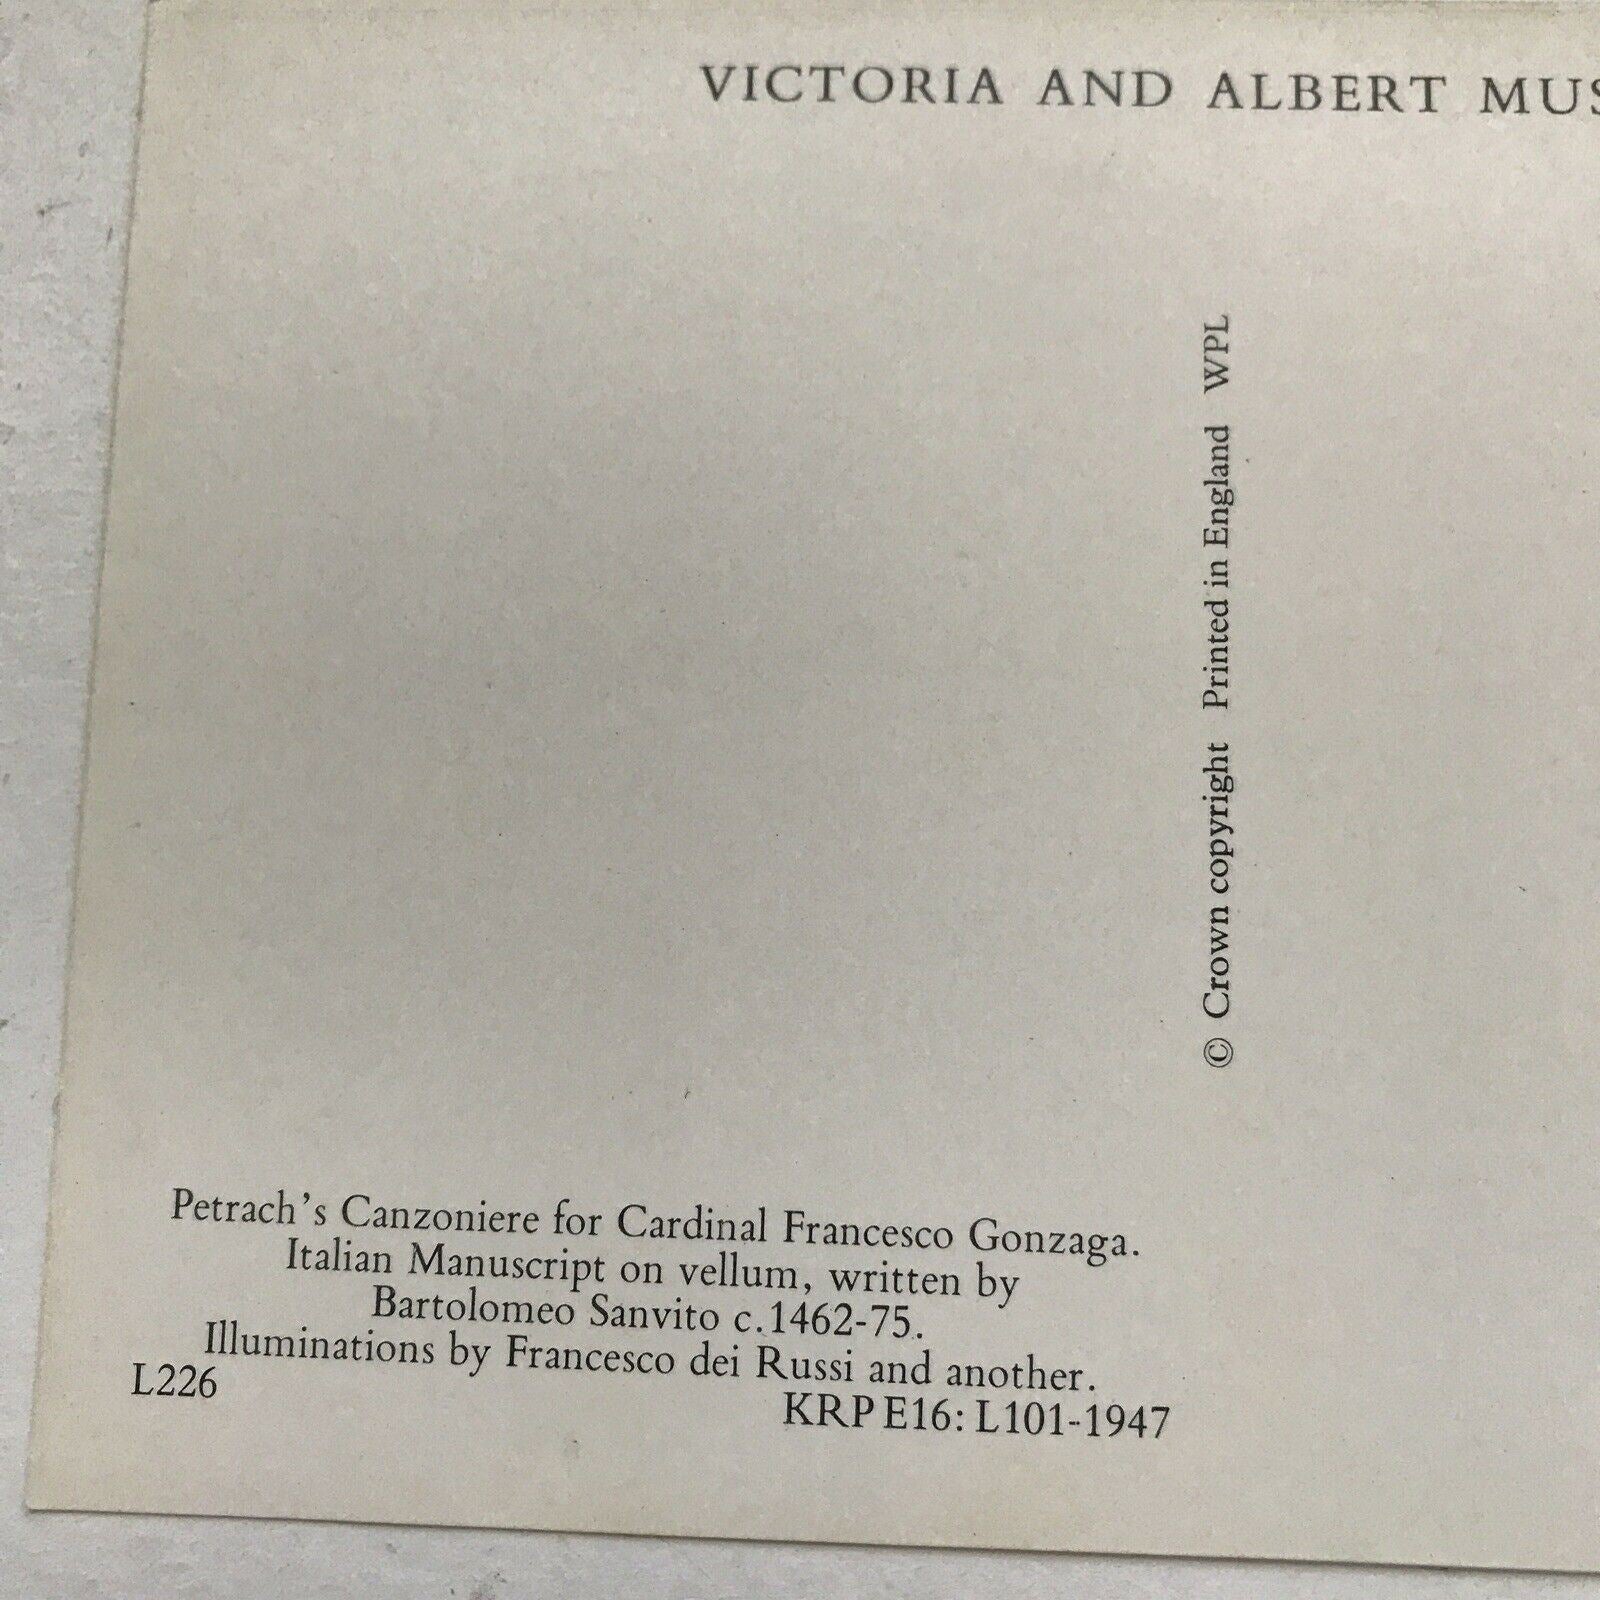 VICTORIA AND ALBERT MUS
© Crown copyright Printed in England WPL
Petrach's Canzoniere for Cardinal Francesco Gonzaga.
Italian Manuscript on vellum, written by
Bartolomeo Sanvito c.1462-75.
Illuminations by Francesco dei Russi and another.
L226
KRP E16: L101-1947